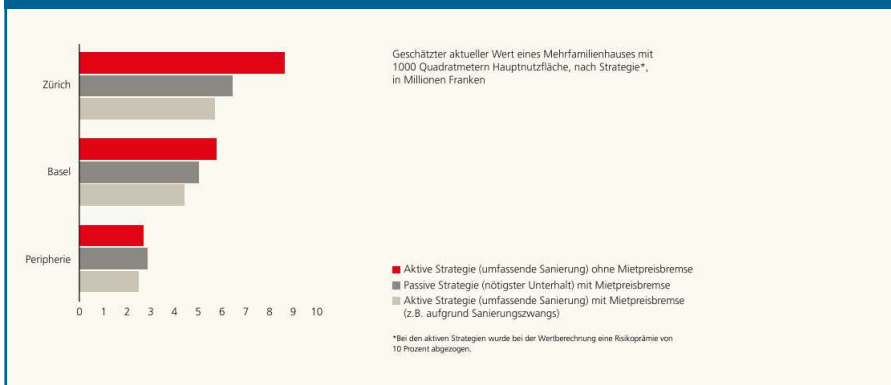 Geschätzter aktueller Wert eines Mehrfamilienhauses mit
1000 Quadratmetern Hauptnutzfläche, nach Strategie*,
in Millionen Franken
Zürich
Basel
Peripherie
0 1 2 3 4 5 6 7 8 9 10
Aktive Strategie (umfassende Sanierung) ohne Mietpreisbremse
Passive Strategie (nötigster Unterhalt) mit Mietpreisbremse
Aktive Strategie (umfassende Sanierung) mit Mietpreisbremse
(z.B. aufgrund Sanierungszwangs)
*Bei den aktiven Strategien wurde bei der Wertberechnung eine Risikoprämie von
10 Prozent abgezogen.